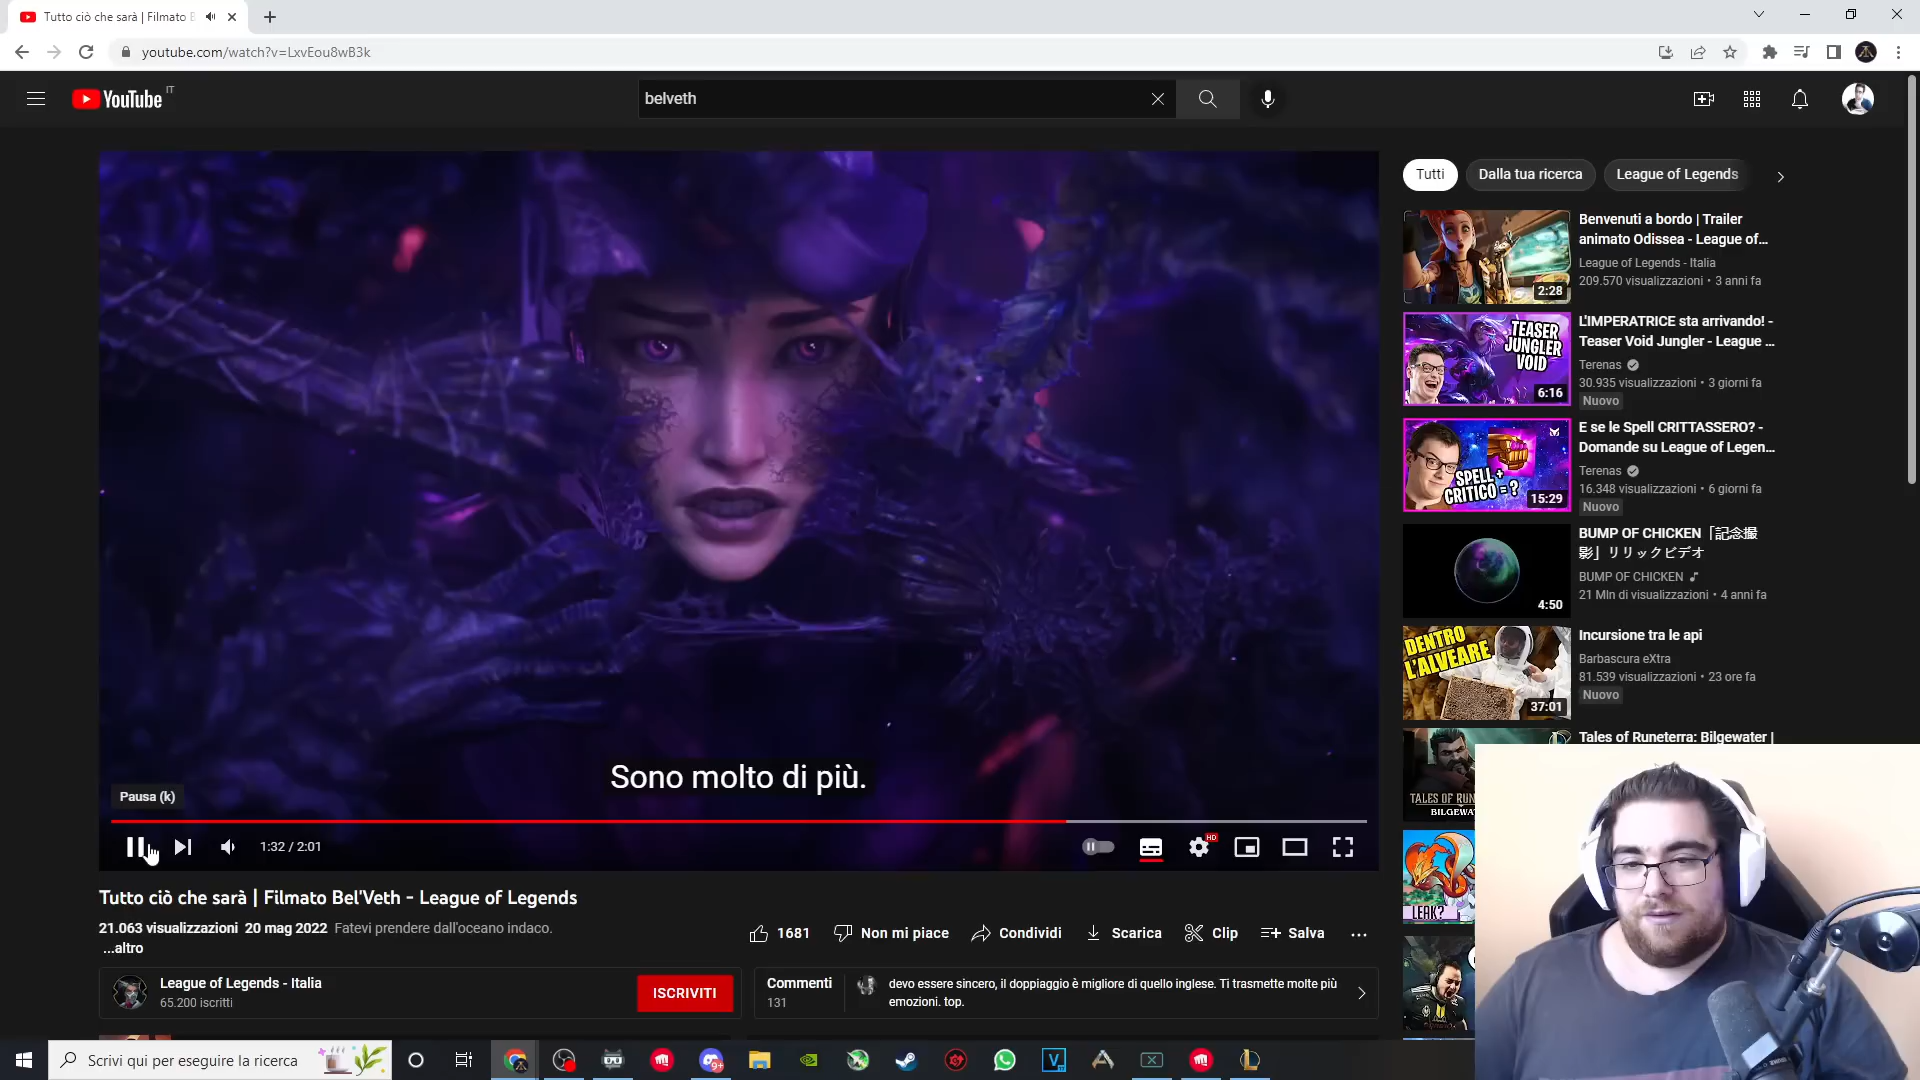 Tutto ciò che sarà | Filmato B
youtube.com/watch?v=LxvEou8wB3k
YouTube IT
belveth
Sono molto di più.
Pausa (k)
1:32 / 2:01
HD
Tutto ciò che sarà | Filmato Bel'Veth - League of Legends
21.063 visualizzazioni 20 mag 2022 Fatevi prendere dall'oceano indaco.
...altro
1681 Non mi piace Condividi Scarica Clip Salva
League of Legends - Italia
65.200 iscritti
ISCRIVITI
Commenti
131
devo essere sincero, il doppiaggio è migliore di quello inglese. Ti trasmette molte più
emozioni. top.
Tutti Dalla tua ricerca League of Legends
2:28
Benvenuti a bordo | Trailer
animato Odissea - League of...
League of Legends - Italia
209.570 visualizzazioni • 3 anni fa
TEASER
JUNGLER
VOID
6:16
L'IMPERATRICE sta arrivando! -
Teaser Void Jungler - League ...
Terenas
30.935 visualizzazioni • 3 giorni fa
Nuovo
SPELL +
CRITICO = ?
15:29
E se le Spell CRITTASSERO? -
Domande su League of Legen...
Terenas
16.348 visualizzazioni • 6 giorni fa
Nuovo
4:50
BUMP OF CHICKEN「記念撮
影」リリックビデオ
BUMP OF CHICKEN
21 Mln di visualizzazioni • 4 anni fa
DENTRO
L'ALVEARE
37:01
Incursione tra le api
Barbascura eXtra
81.539 visualizzazioni • 23 ore fa
Nuovo
Tales of Runeterra: Bilgewater |
TALES OF RUN
BILGEWA
LEAK?
Scrivi qui per eseguire la ricerca
9+